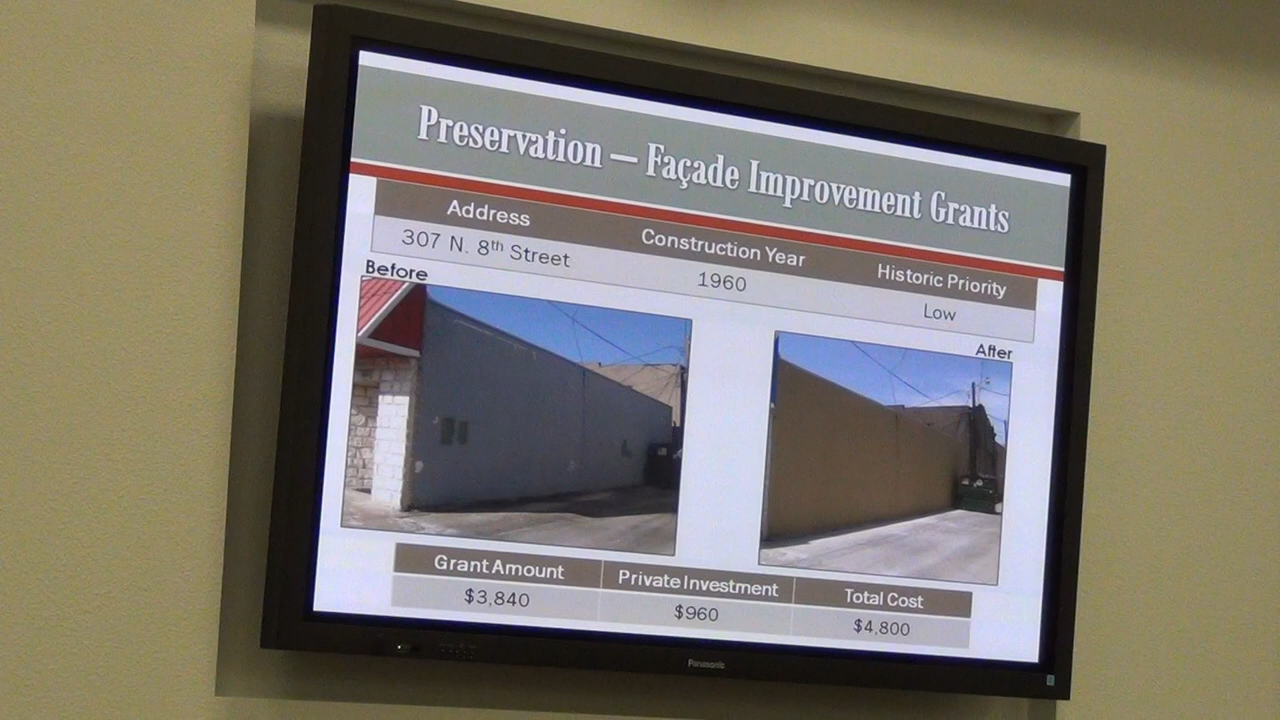 Preservation – Façade Improvement Grants
Address Construction Year Historic Priority
307 N. 8th Street 1960 Low
Before
After
Grant Amount Private Investment Total Cost
$3,840 $960 $4,800
Panasonic